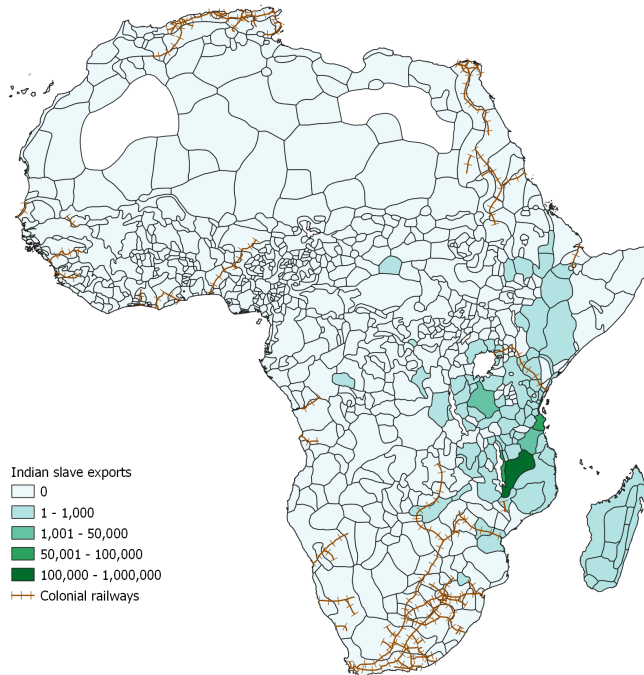 Indian slave exports
0
1 - 1,000
1,001 - 50,000
50,001 - 100,000
100,000 - 1,000,000
Colonial railways